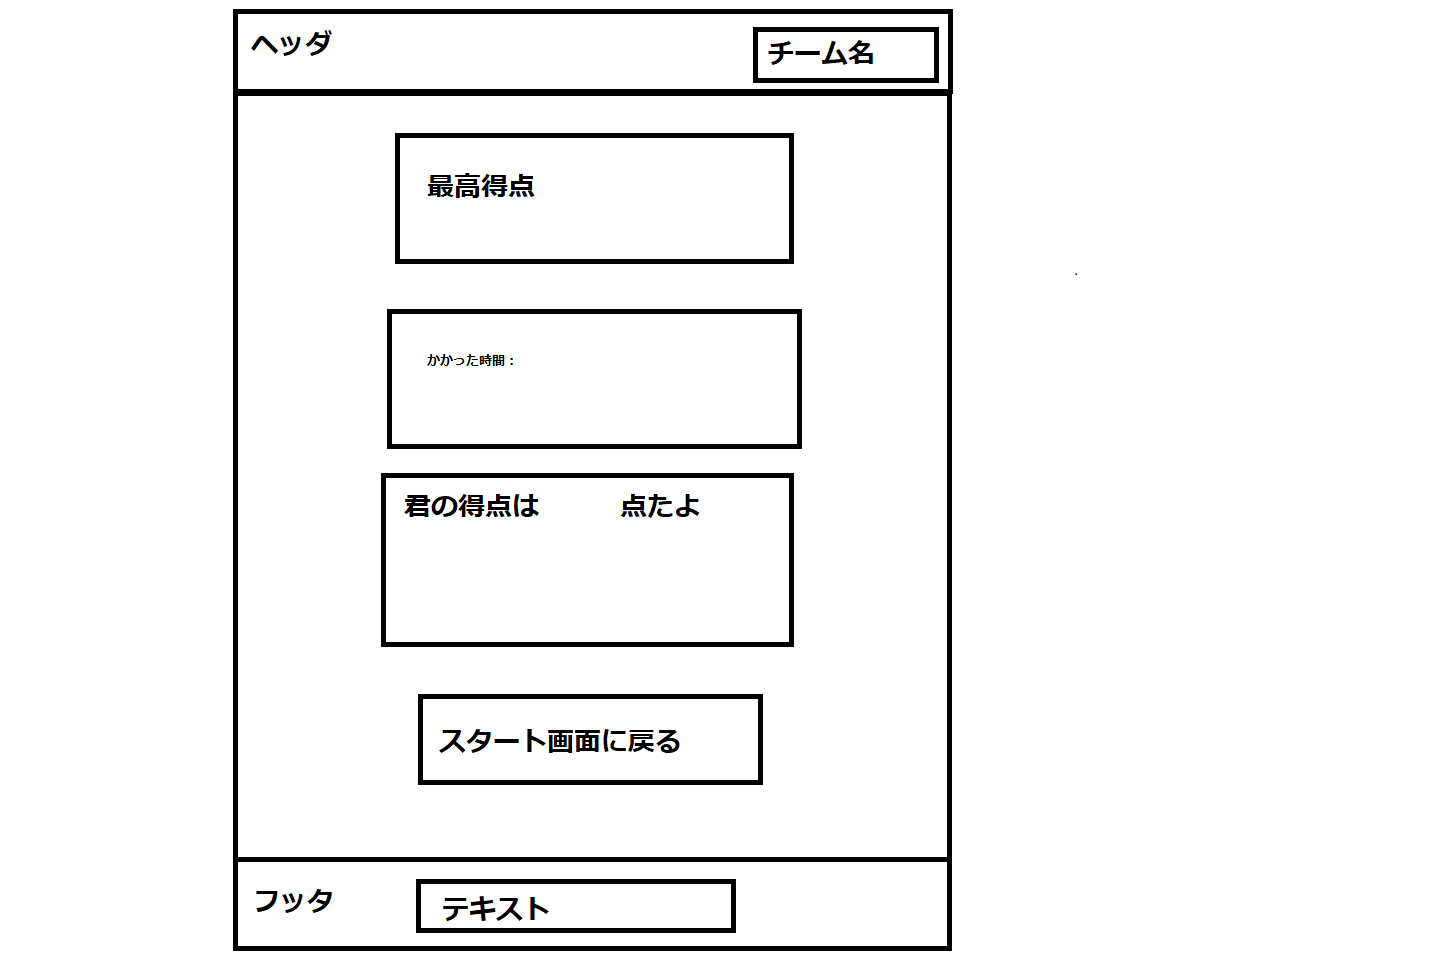 ヘッダ
チーム名
最高得点
かかった時間：
君の得点は　　　点たよ
スタート画面に戻る
フッタ
テキスト